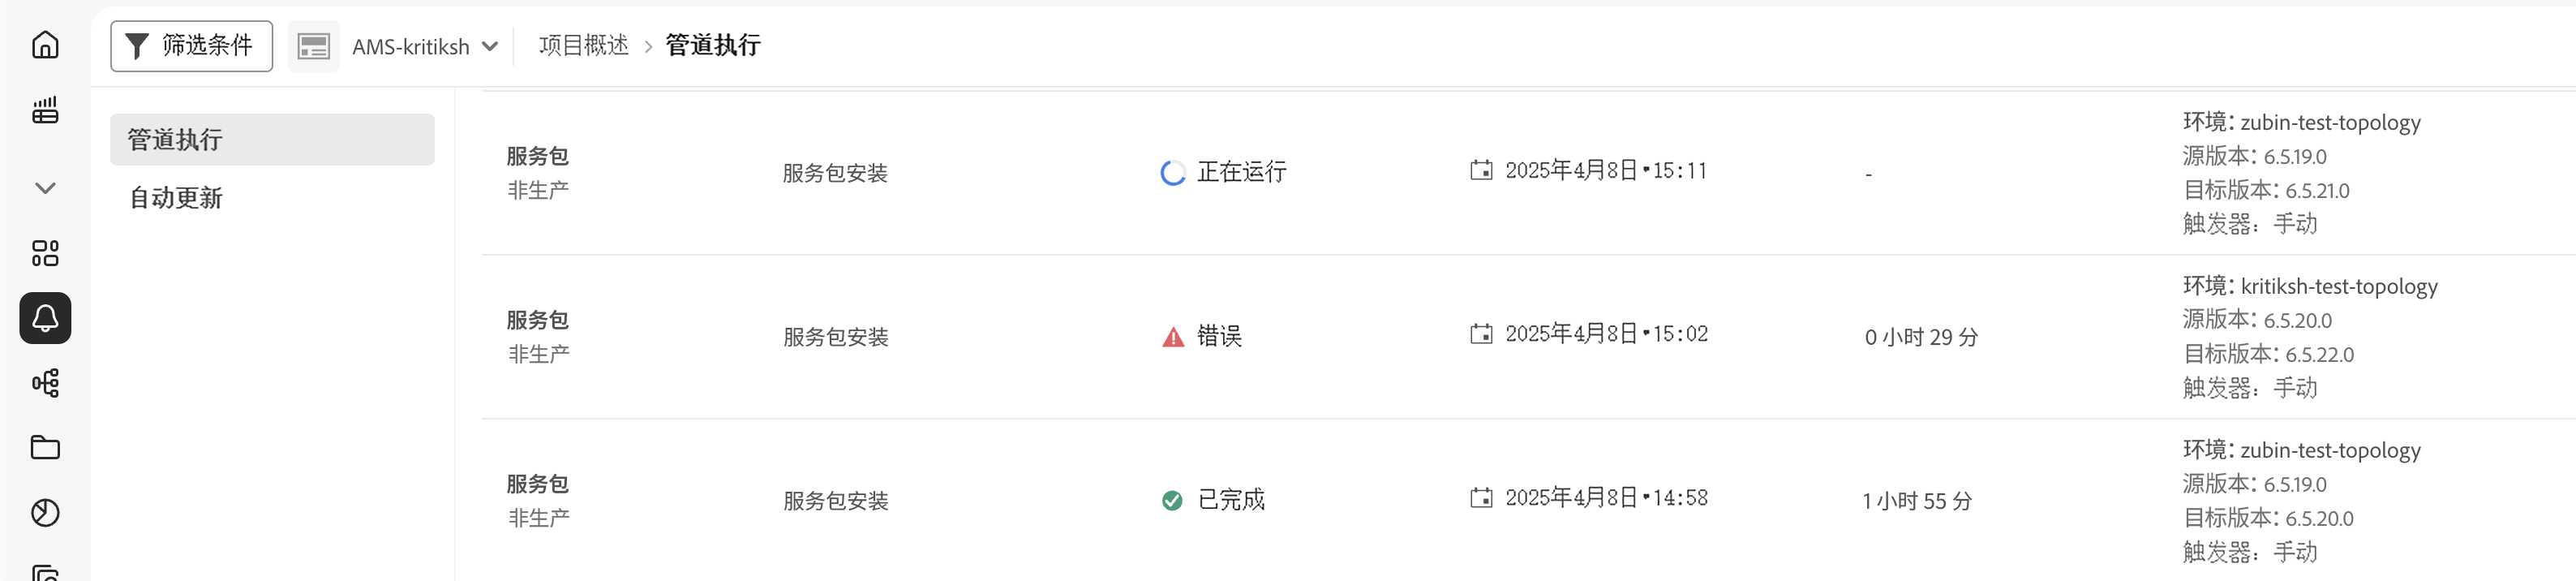 筛选条件
AMS-kritiksh
项目概述 › 管道执行
管道执行
自动更新
服务包
非生产
服务包安装
正在运行
2025年4月8日•15:11
-
环境：zubin-test-topology
源版本：6.5.19.0
目标版本：6.5.21.0
触发器：手动
服务包
非生产
服务包安装
错误
2025年4月8日•15:02
0 小时 29 分
环境：kritiksh-test-topology
源版本：6.5.20.0
目标版本：6.5.22.0
触发器：手动
服务包
非生产
服务包安装
已完成
2025年4月8日•14:58
1 小时 55 分
环境：zubin-test-topology
源版本：6.5.19.0
目标版本：6.5.20.0
触发器：手动